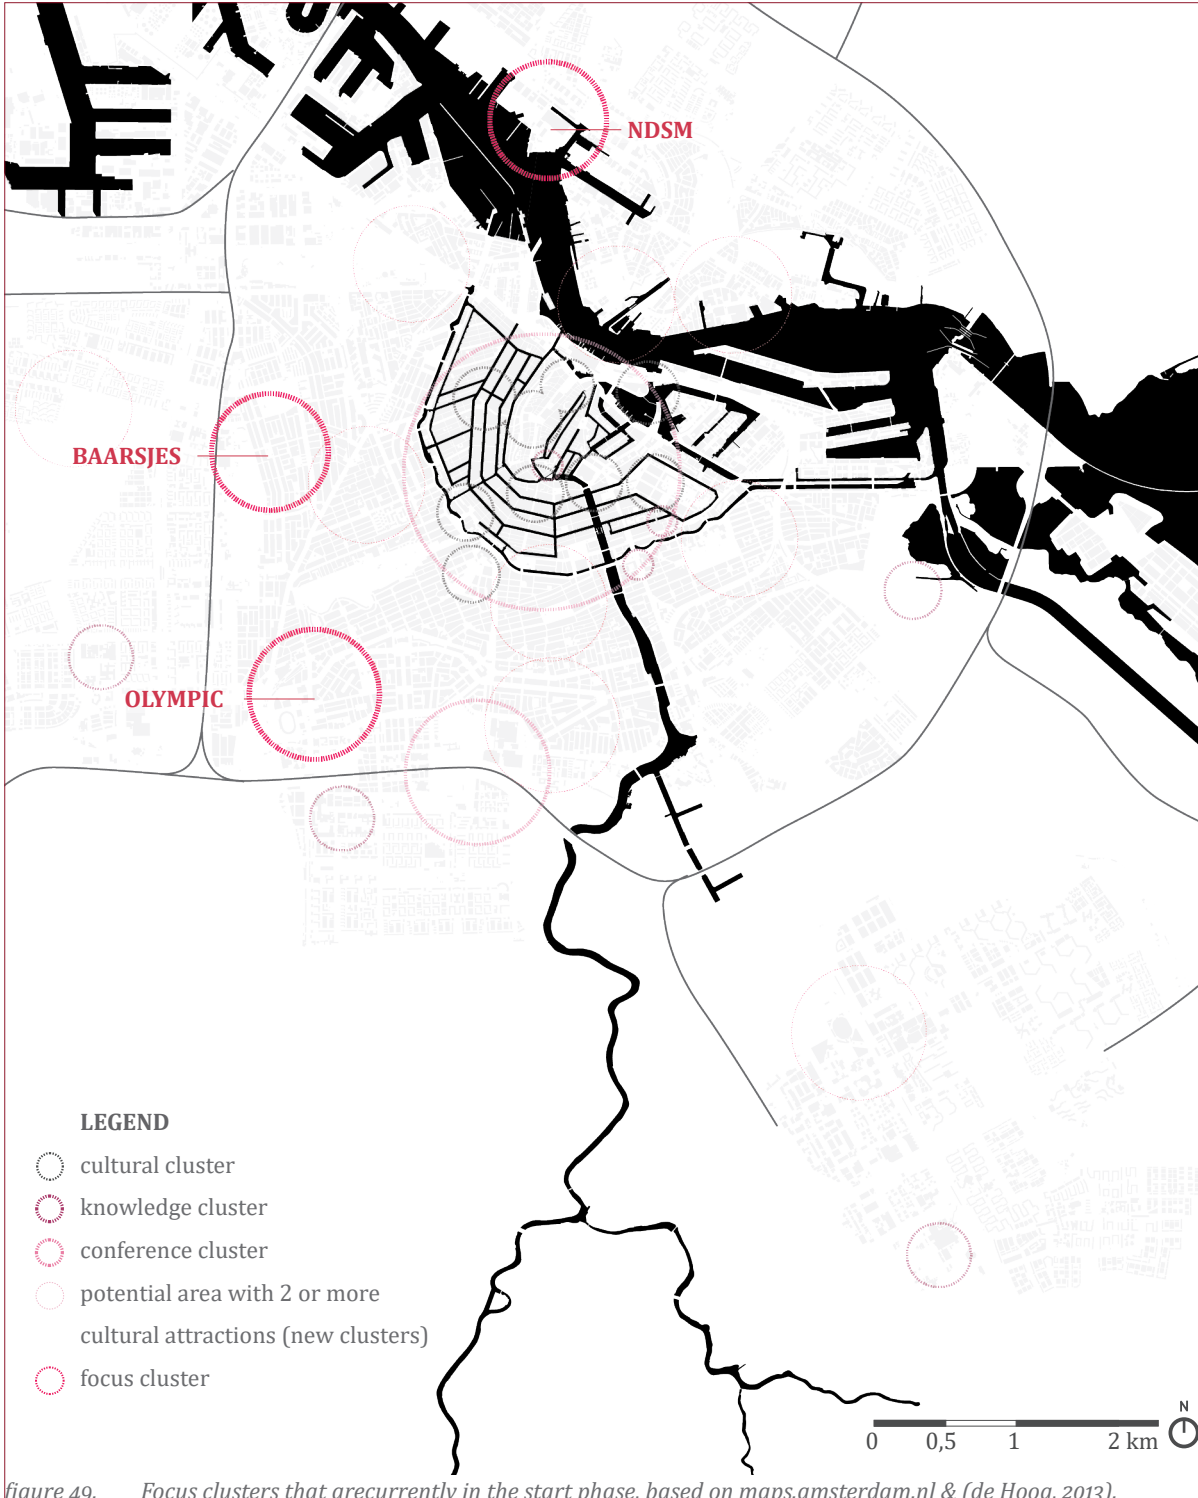 NDSM
BAARSJES
OLYMPIC
LEGEND
cultural cluster
knowledge cluster
conference cluster
potential area with 2 or more
cultural attractions (new clusters)
focus cluster
N
0 0,5 1 2 km
figure 49. Focus clusters that arecurrently in the start phase, based on maps.amsterdam.nl & (de Hoog, 2013).